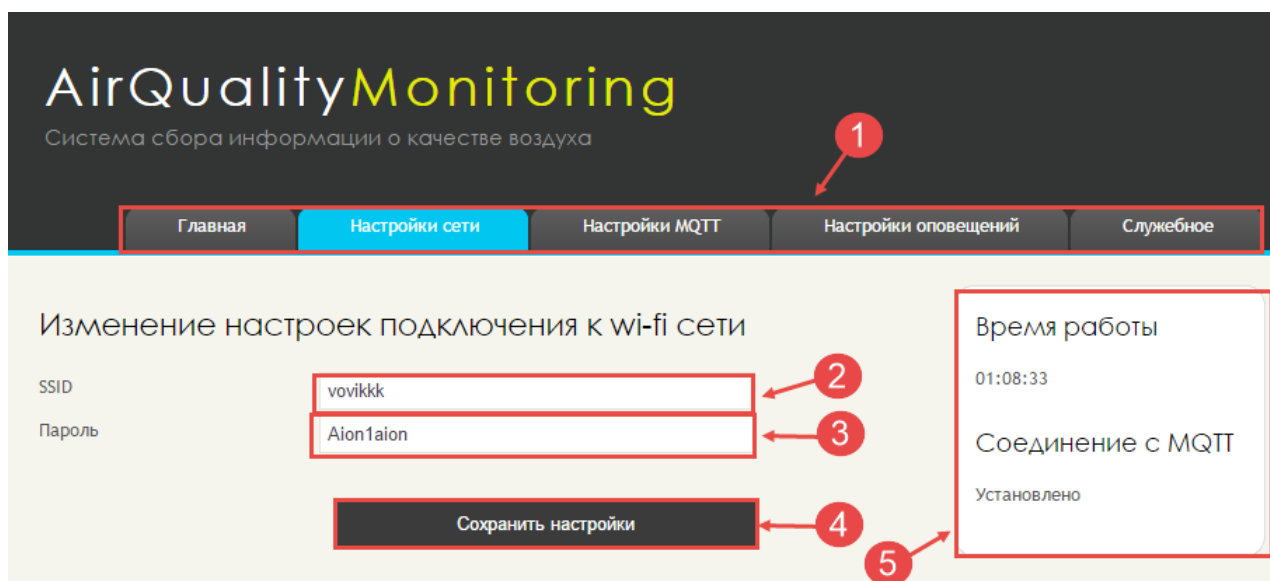 AirQualityMonitoring
Система сбора информации о качестве воздуха
1
Главная Настройки сети Настройки MQTT Настройки оповещений Служебное
Изменение настроек подключения к wi-fi сети
SSID vovikkk 2
Пароль Aion1aion 3
Сохранить настройки 4
Время работы
01:08:33
Соединение с MQTT
Установлено
5